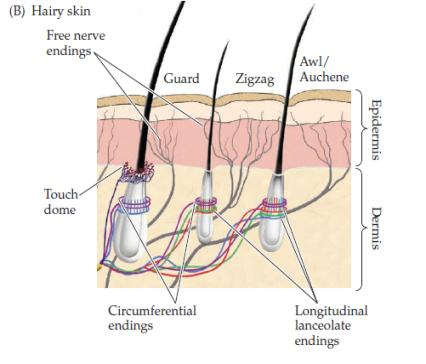 (B) Hairy skin
Free nerve
endings
Guard
Zigzag
Awl/
Auchene
Epidermis
Touch
dome
Dermis
Circumferential
endings
Longitudinal
lanceolate
endings